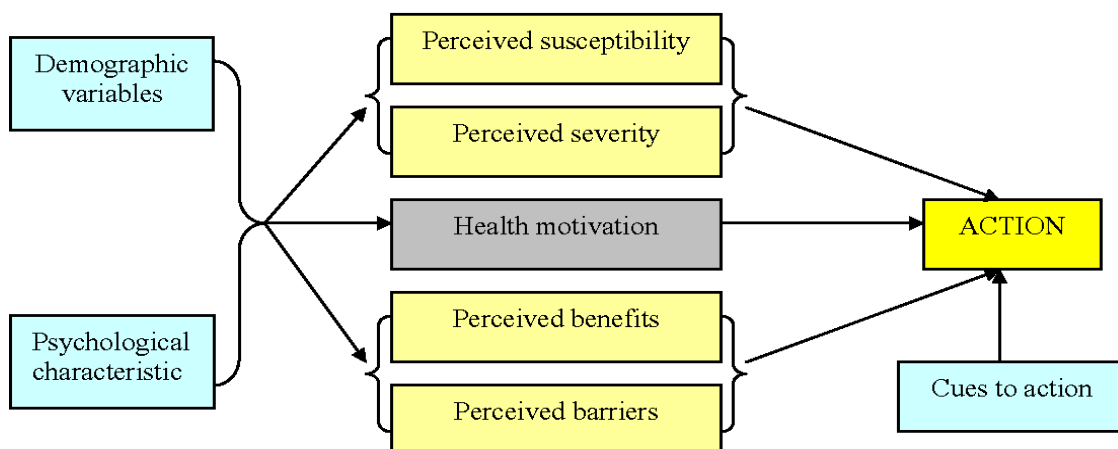 Demographic
variables
Psychological
characteristic
Perceived susceptibility
Perceived severity
Health motivation
Perceived benefits
Perceived barriers
ACTION
Cues to action